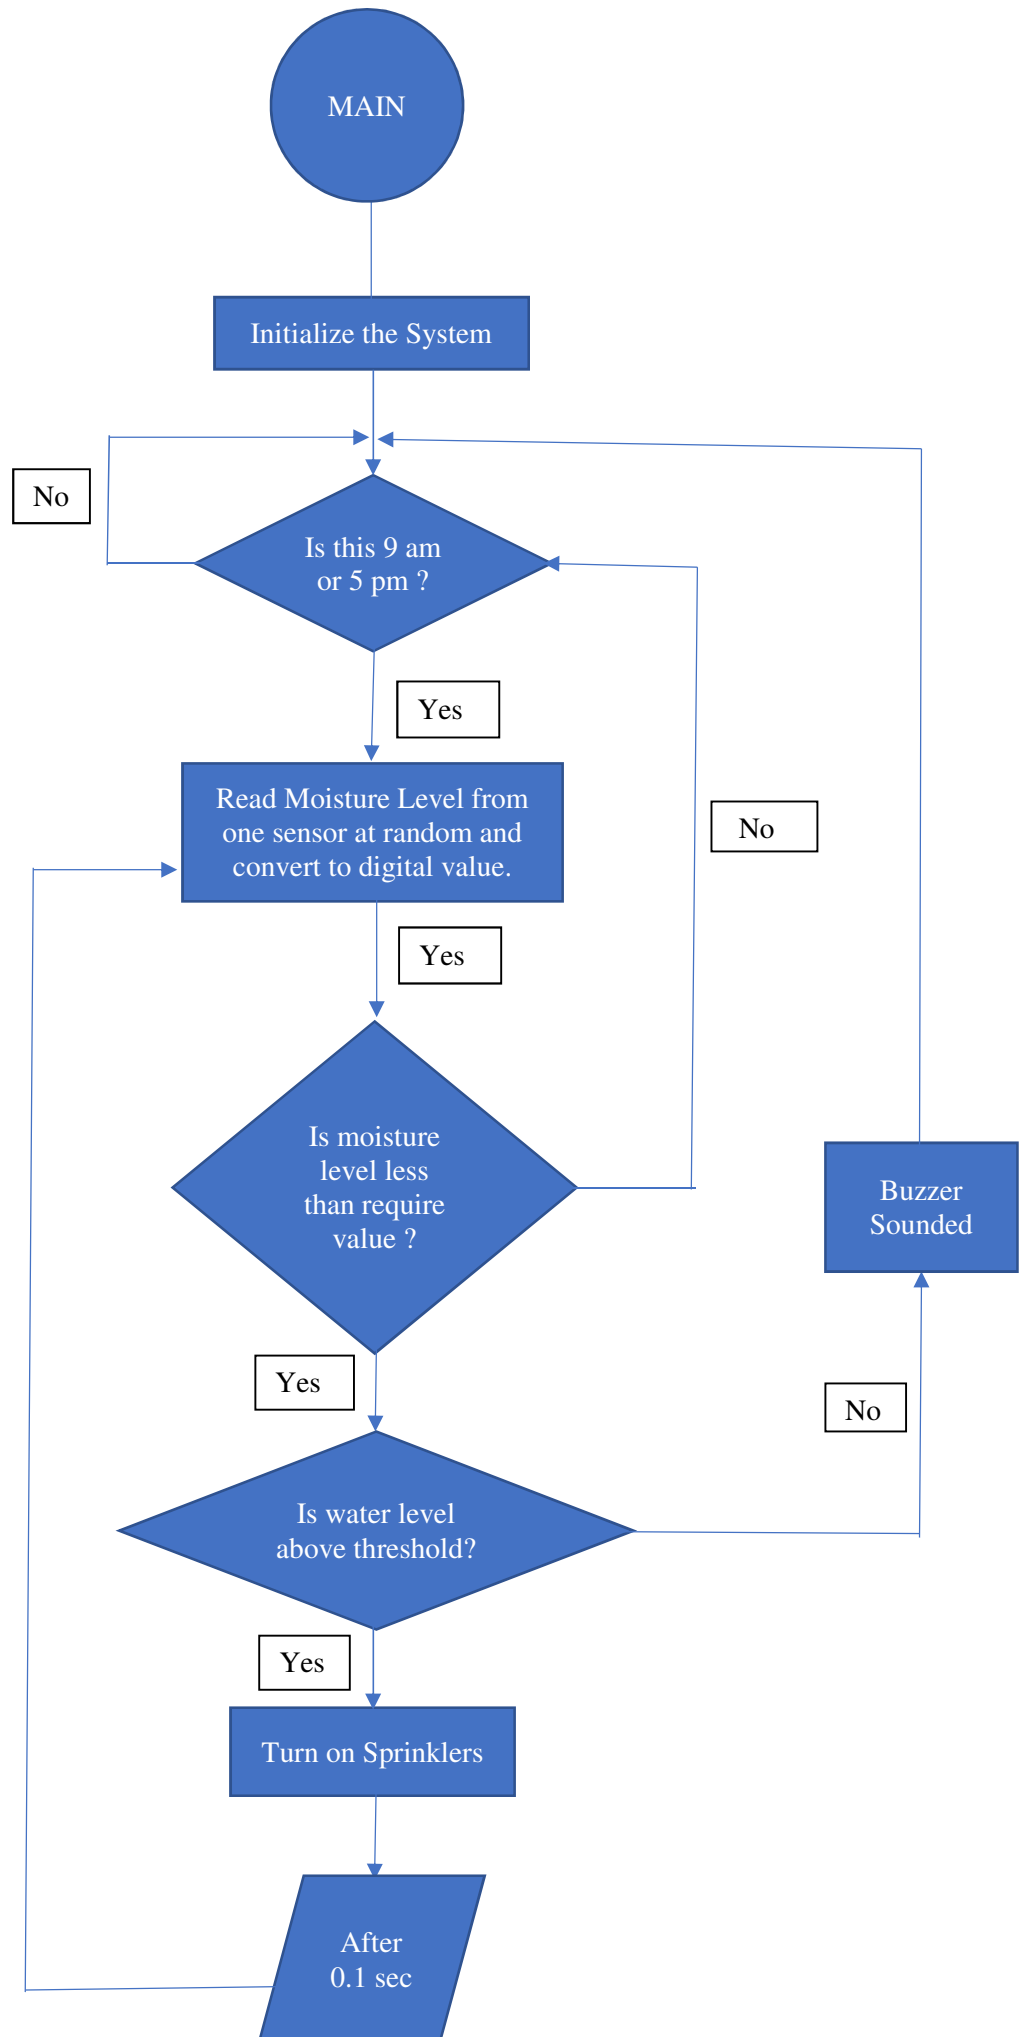 MAIN
Initialize the System
No
Is this 9 am
or 5 pm ?
Yes
Read Moisture Level from
one sensor at random and
convert to digital value.
No
Yes
Is moisture
level less
than require
value ?
Buzzer
Sounded
Yes
No
Is water level
above threshold?
Yes
Turn on Sprinklers
After
0.1 sec